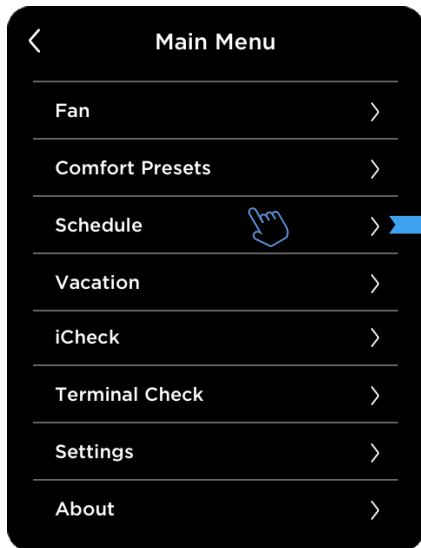 Main Menu
Fan
Comfort Presets
Schedule
Vacation
iCheck
Terminal Check
Settings
About